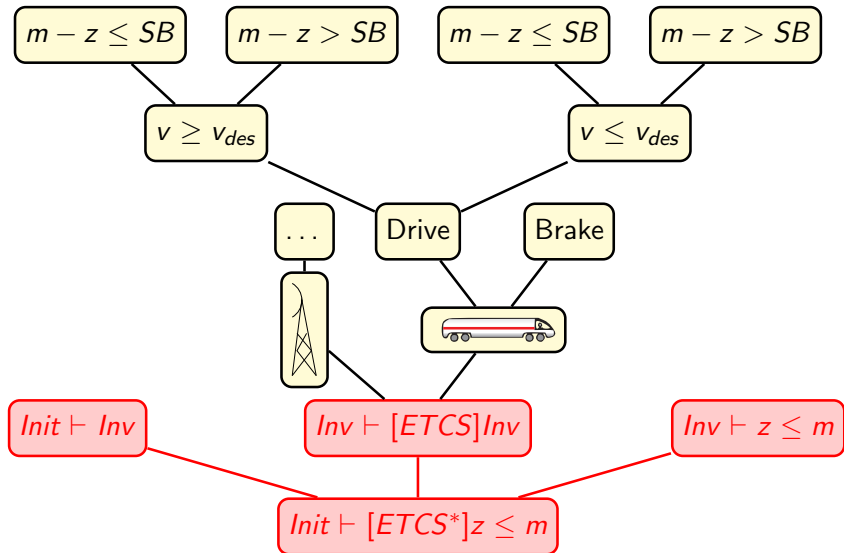 m − z ≤ SB
m − z > SB
m − z ≤ SB
m − z > SB
v ≥ v_des
v ≤ v_des
...
Drive
Brake
Init ⊢ Inv
Inv ⊢ [ETCS]Inv
Inv ⊢ z ≤ m
Init ⊢ [ETCS*]z ≤ m